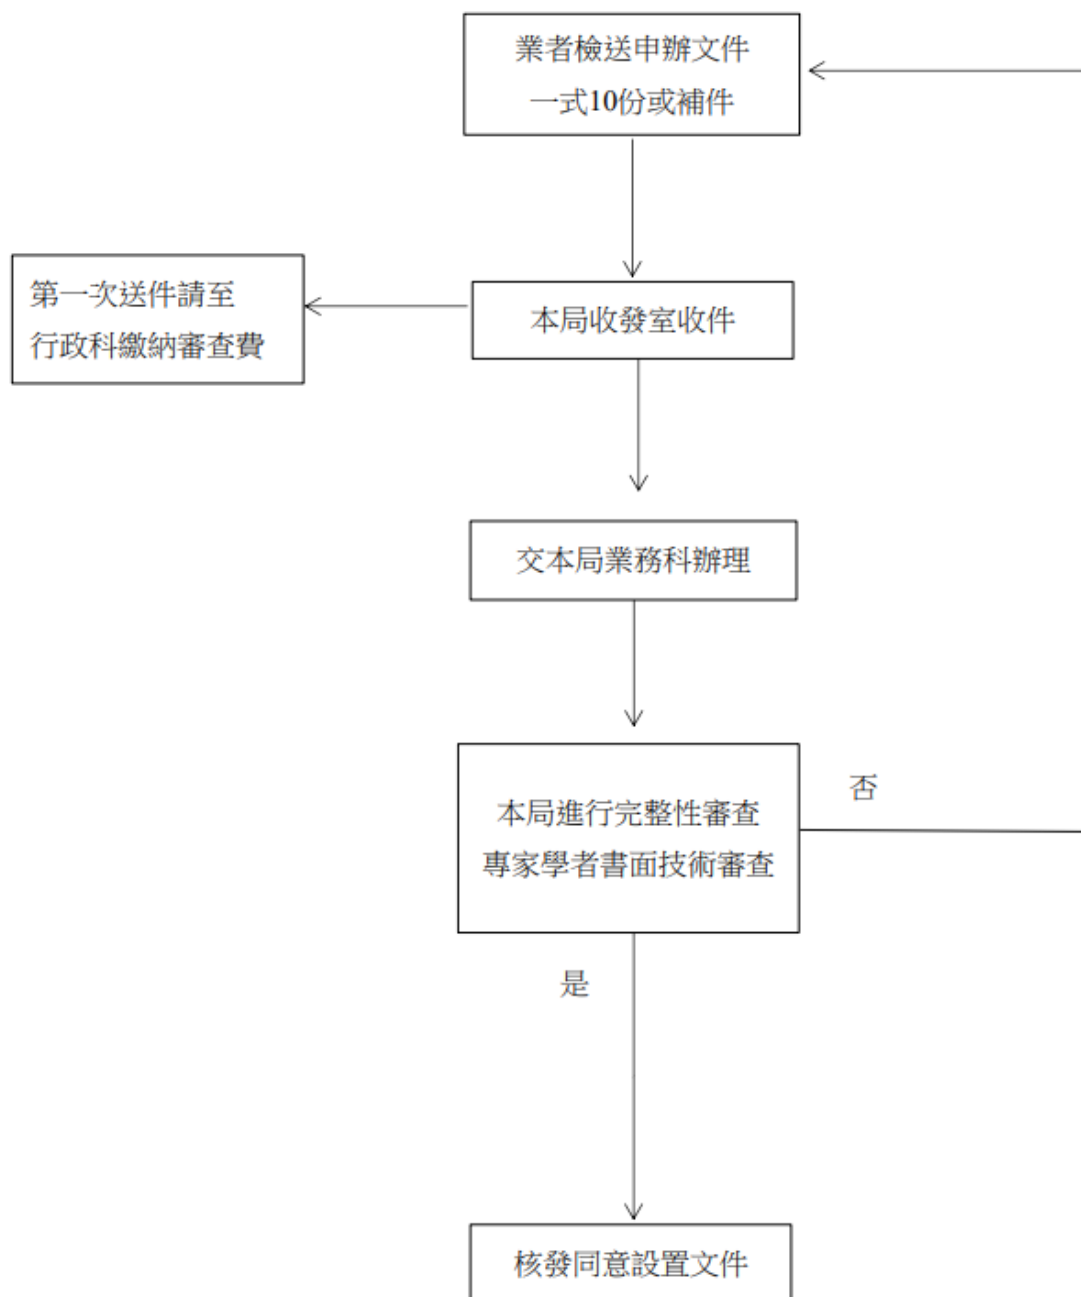 業者檢送申辦文件
一式10份或補件
第一次送件請至
行政科繳納審查費
本局收發室收件
交本局業務科辦理
本局進行完整性審查
專家學者書面技術審查
否
是
核發同意設置文件